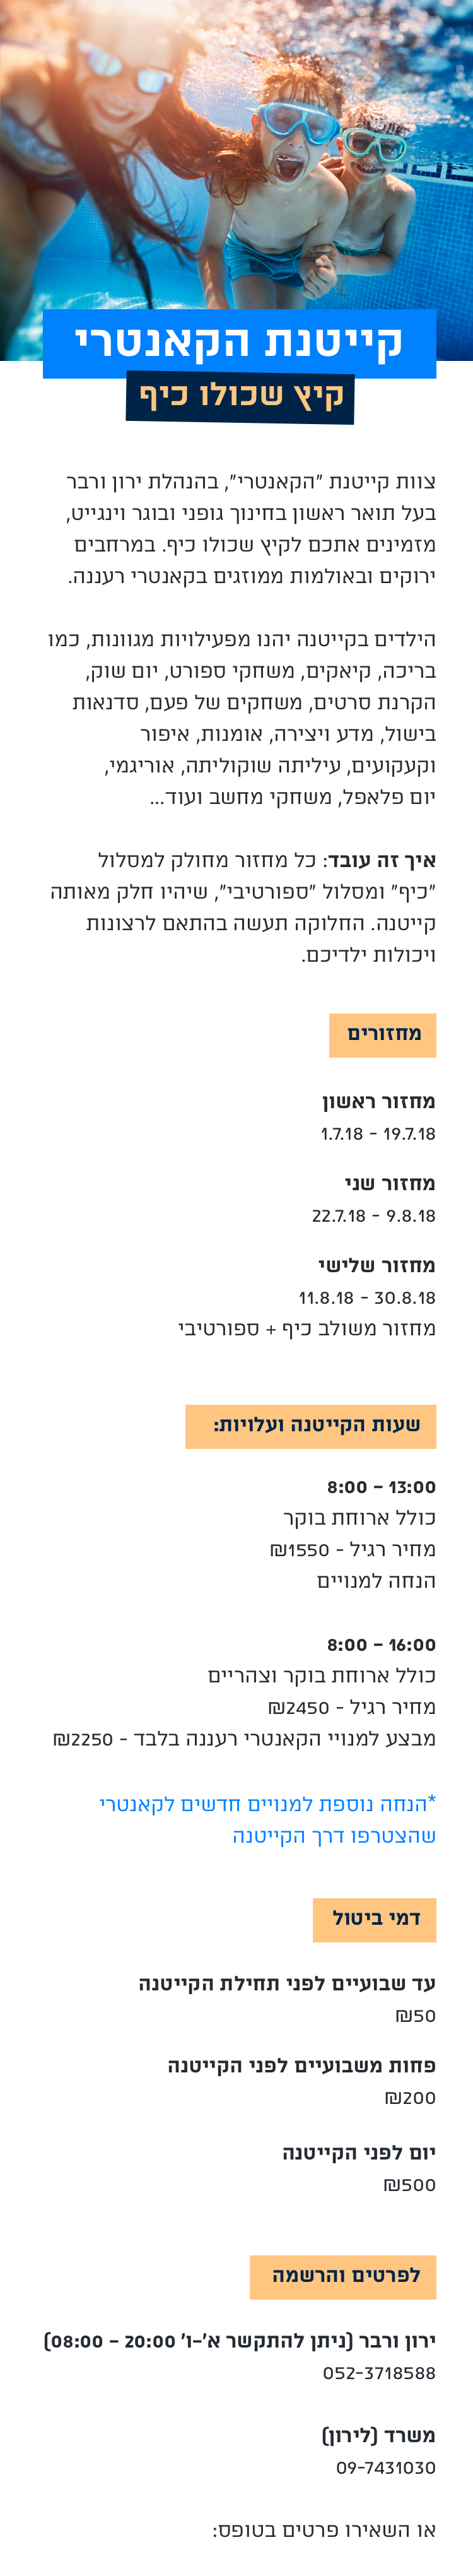 קייטנת הקאנטרי
קיץ שכולו כיף
צוות קייטנת "הקאנטרי", בהנהלת ירון ורבר
בעל תואר ראשון בחינוך גופני ובוגר וינגייט,
מזמינים אתכם לקיץ שכולו כיף. במרחבים
ירוקים ובאולמות ממוזגים בקאנטרי רעננה.
הילדים בקייטנה יהנו מפעילויות מגוונות, כמו
בריכה, קיאקים, משחקי ספורט, יום שוק,
הקרנת סרטים, משחקים של פעם, סדנאות
בישול, מדע ויצירה, אומנות, איפור
וקעקועים, עיליתה שוקוליתה, אוריגמי,
יום פלאפל, משחקי מחשב ועוד...
איך זה עובד: כל מחזור מחולק למסלול
"כיף" ומסלול "ספורטיבי", שיהיו חלק מאותה
קייטנה. החלוקה תעשה בהתאם לרצונות
ויכולות ילדיכם.
מחזורים
מחזור ראשון
1.7.18 - 19.7.18
מחזור שני
22.7.18 - 9.8.18
מחזור שלישי
11.8.18 - 30.8.18
מחזור משולב כיף + ספורטיבי
שעות הקייטנה ועלויות:
8:00 – 13:00
כולל ארוחת בוקר
מחיר רגיל - 1550₪
הנחה למנויים
8:00 – 16:00
כולל ארוחת בוקר וצהריים
מחיר רגיל - 2450₪
מבצע למנויי הקאנטרי רעננה בלבד - 2250₪
*הנחה נוספת למנויים חדשים לקאנטרי
שהצטרפו דרך הקייטנה
דמי ביטול
עד שבועיים לפני תחילת הקייטנה
50₪
פחות משבועיים לפני הקייטנה
200₪
יום לפני הקייטנה
500₪
לפרטים והרשמה
ירון ורבר (ניתן להתקשר א'-ו' 20:00 – 08:00)
052-3718588
משרד (לירון)
09-7431030
או השאירו פרטים בטופס: